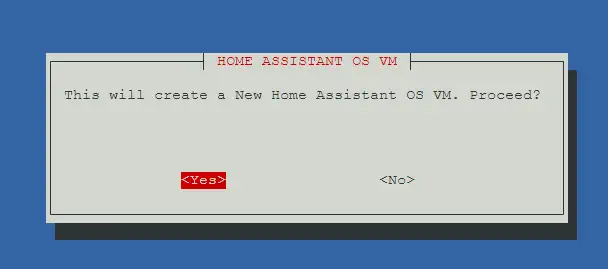 HOME ASSISTANT OS VM
This will create a New Home Assistant OS VM. Proceed?
<Yes> <No>